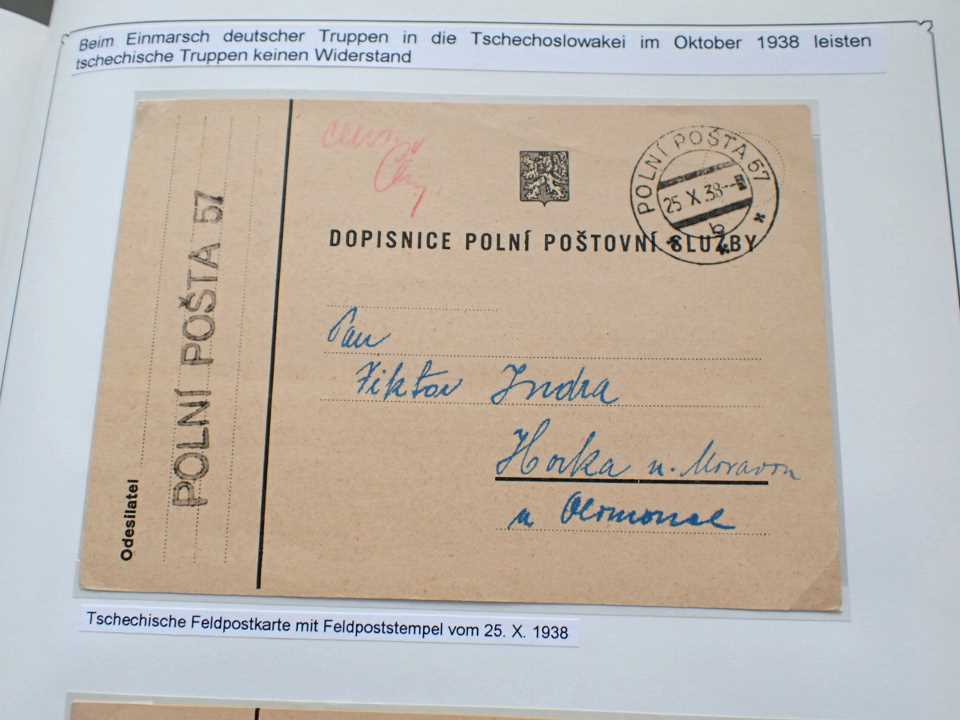 Beim Einmarsch deutscher Truppen in die Tschechoslowakei im Oktober 1938 leisten
tschechische Truppen keinen Widerstand
POLNÍ POŠTA 57
25 X 38
b
DOPISNICE POLNÍ POŠTOVNÍ SLUŽBY
Odesílatel
POLNÍ POŠTA 57
Pan
Viktor Indra
Horka n. Moravou
u Olomouce
Tschechische Feldpostkarte mit Feldpoststempel vom 25. X. 1938